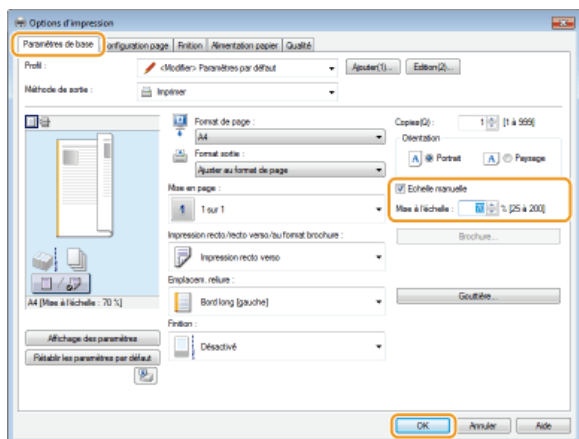 Options d'impression
Paramètres de base
onfiguration page
Finition
Alimentation papier
Qualité
Profil :
<Modifier> Paramètres par défaut
Ajouter(1)...
Edition(2)...
Méthode de sortie :
Imprimer
Format de page :
A4
Format sortie :
Ajuster au format de page
Mise en page :
1 sur 1
Impression recto/recto verso/au format brochure :
Impression recto verso
Emplacem. reliure :
Bord long [gauche]
Finition :
Désactivé
Copies(Q) :
1
[1 à 999]
Orientation
A Portrait
A Paysage
Echelle manuelle
Mise à l'échelle :
70
% [25 à 200]
Brochure...
Gouttière...
A4 [Mise à l'échelle : 70 %]
Affichage des paramètres
Rétablir les paramètres par défaut
OK
Annuler
Aide